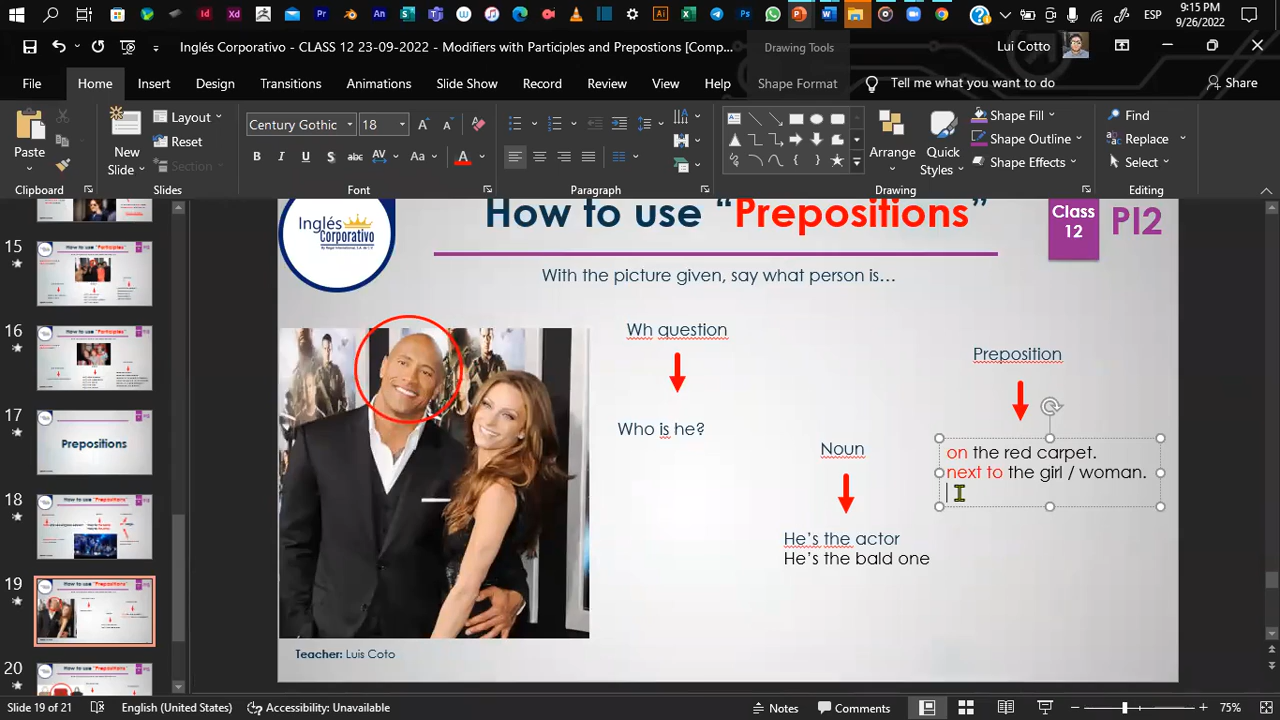 9:15 PM
ESP
9/26/2022
Inglés Corporativo - CLASS 12 23-09-2022 - Modifiers with Participles and Prepostions [Comp...
Drawing Tools
Lui Cotto
File
Home
Insert
Design
Transitions
Animations
Slide Show
Record
Review
View
Help
Shape Format
Tell me what you want to do
Share
Paste
New Slide
Layout
Reset
Section
Century Gothic
18
Arrange
Quick Styles
Shape Fill
Shape Outline
Shape Effects
Find
Replace
Select
Clipboard
Slides
Font
Paragraph
Drawing
Editing
15
16
17
Prepositions
18
19
20
Inglés
Corporativo
How to use “Prepositions”
Class
12
PI2
With the picture given, say what person is...
Wh question
Who is he?
Noun
He’s the actor
He’s the bald one
Preposition
on the red carpet.
next to the girl / woman.
Teacher: Luis Coto
Slide 19 of 21
English (United States)
Accessibility: Unavailable
Notes
Comments
75%